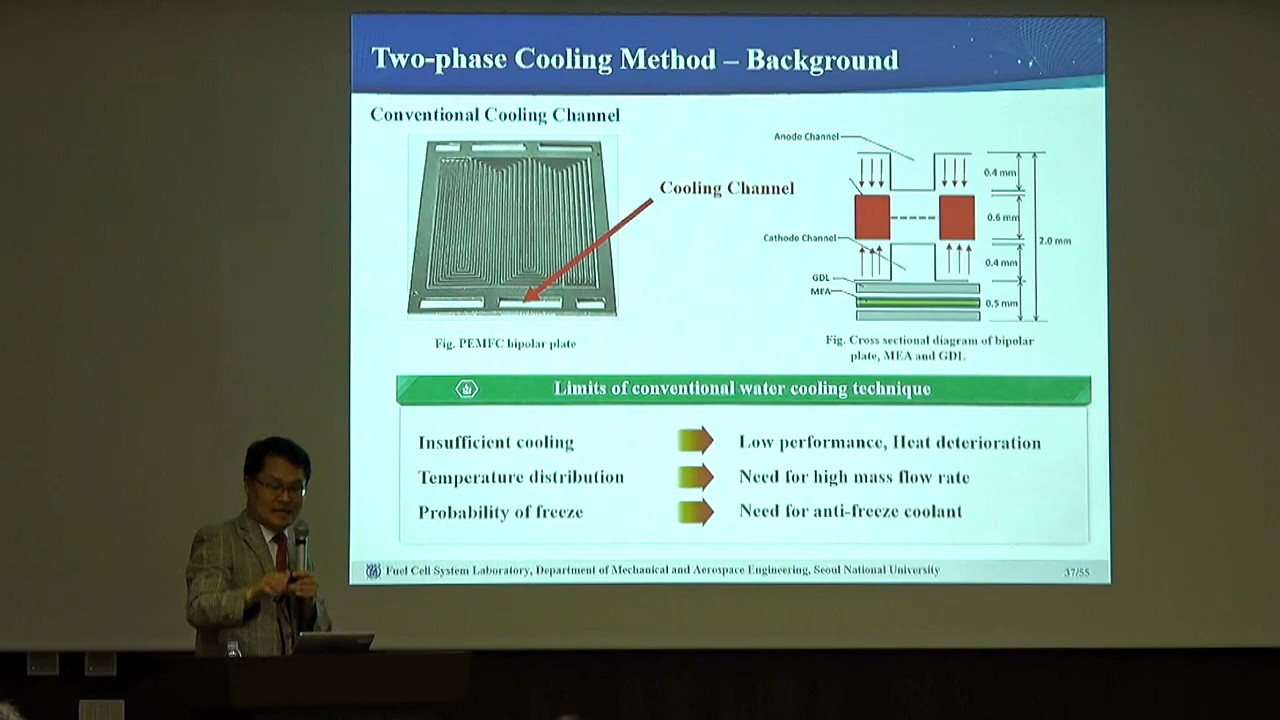 Two-phase Cooling Method – Background
Conventional Cooling Channel
Cooling Channel
Fig. PEMFC bipolar plate
Anode Channel
Cathode Channel
GDL
MEA
0.4 mm
0.6 mm
0.4 mm
0.5 mm
2.0 mm
Fig. Cross sectional diagram of bipolar
plate, MEA and GDL
Limits of conventional water cooling technique
Insufficient cooling
Low performance, Heat deterioration
Temperature distribution
Need for high mass flow rate
Probability of freeze
Need for anti-freeze coolant
Fuel Cell System Laboratory, Department of Mechanical and Aerospace Engineering, Seoul National University
37/55